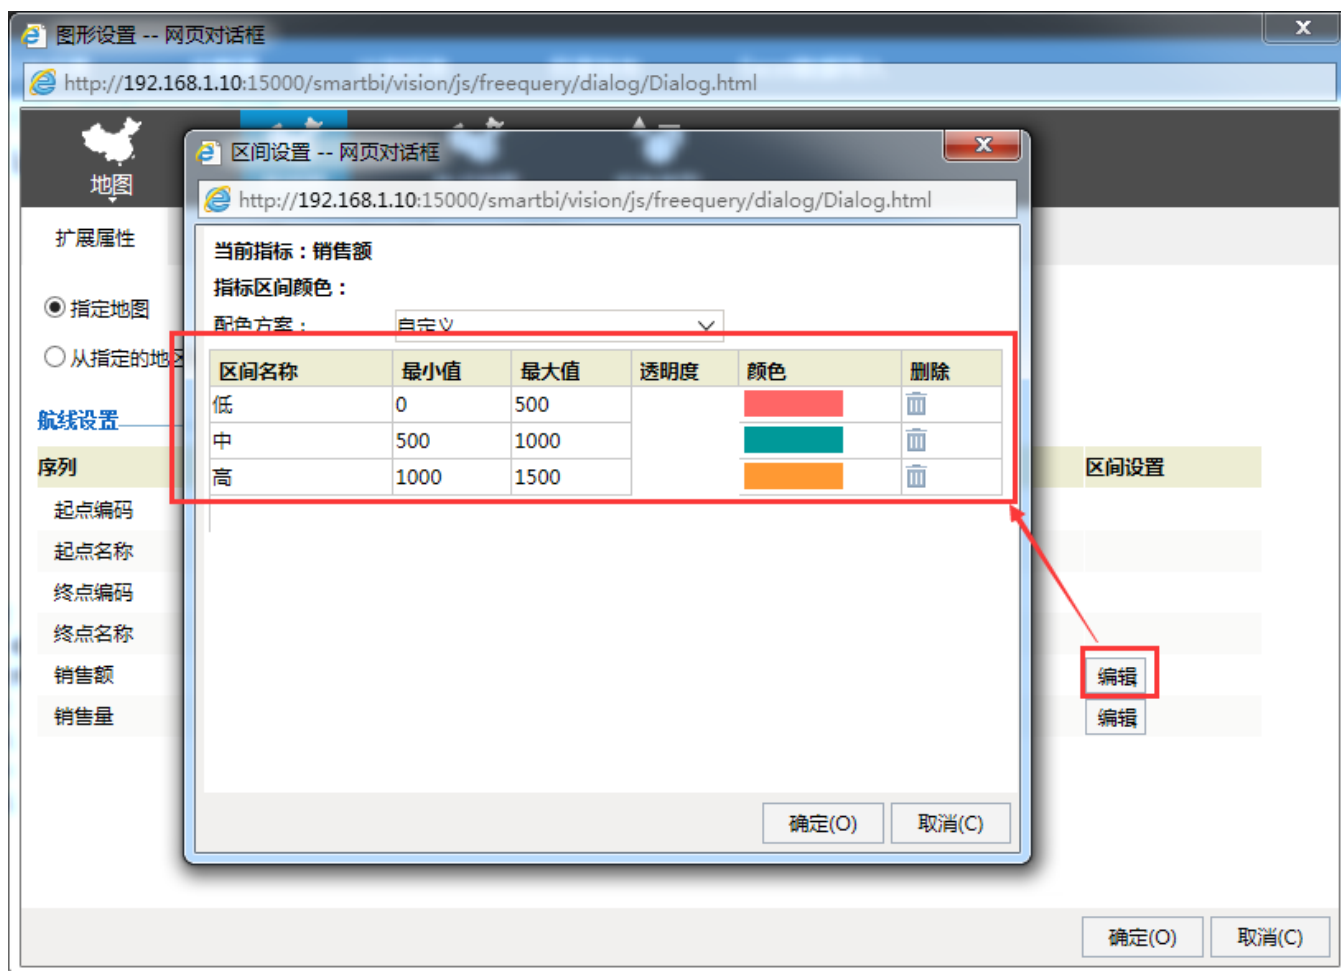 图形设置 -- 网页对话框
x
http://192.168.1.10:15000/smartbi/vision/js/freequery/dialog/Dialog.html
地图
区间设置 -- 网页对话框
x
http://192.168.1.10:15000/smartbi/vision/js/freequery/dialog/Dialog.html
扩展属性
当前指标：销售额
指标区间颜色：
指定地图
配色方案： 自定义
从指定的地区
区间名称 最小值 最大值 透明度 颜色 删除
低 0 500
航线设置
中 500 1000
序列 区间设置
高 1000 1500
起点编码
起点名称
终点编码
终点名称
销售额 编辑
销售量 编辑
确定(O) 取消(C)
确定(O) 取消(C)